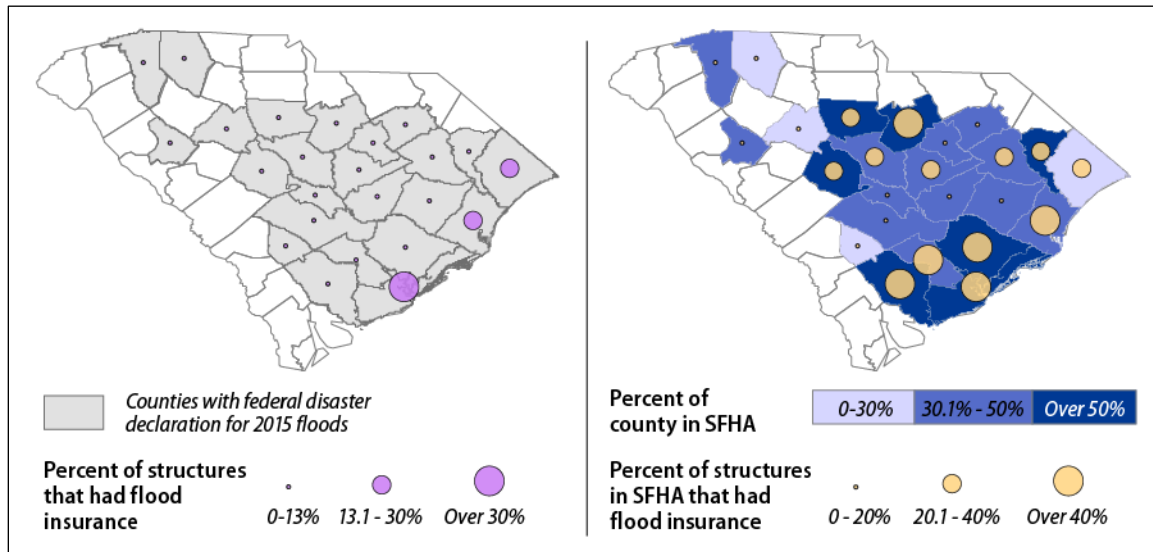 Counties with federal disaster
declaration for 2015 floods
Percent of structures
that had flood
insurance
0-13%
13.1 - 30%
Over 30%
Percent of
county in SFHA
0-30%
30.1% - 50%
Over 50%
Percent of structures
in SFHA that had
flood insurance
0 - 20%
20.1 - 40%
Over 40%